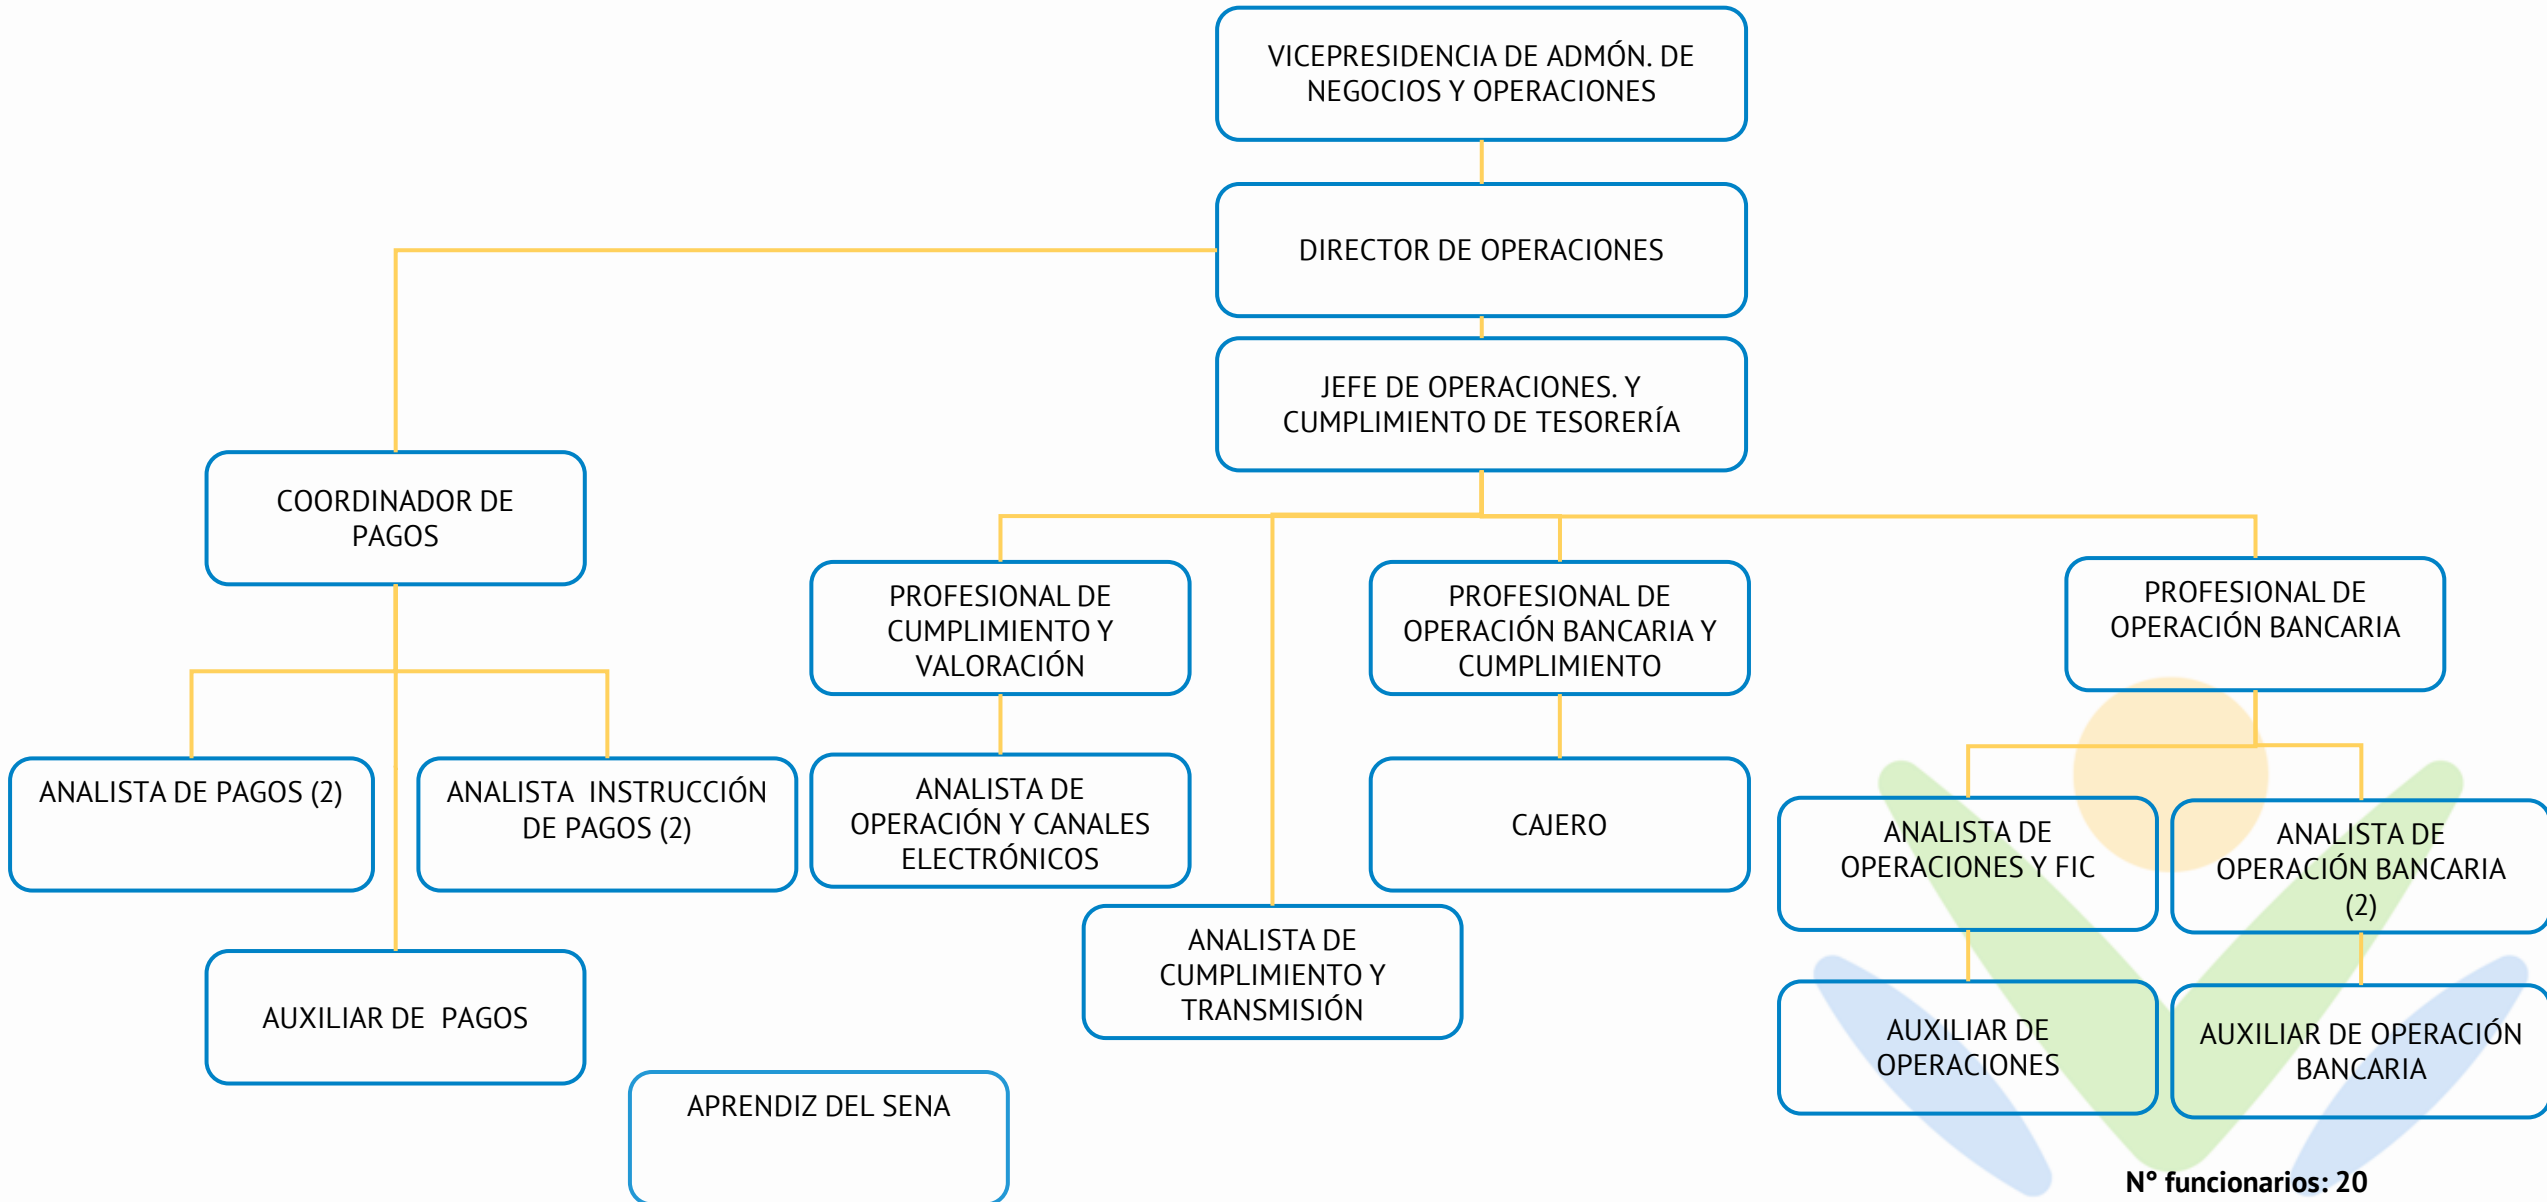 VICEPRESIDENCIA DE ADMÓN. DE
NEGOCIOS Y OPERACIONES
DIRECTOR DE OPERACIONES
JEFE DE OPERACIONES. Y
CUMPLIMIENTO DE TESORERÍA
COORDINADOR DE
PAGOS
PROFESIONAL DE
CUMPLIMIENTO Y
VALORACIÓN
PROFESIONAL DE
OPERACIÓN BANCARIA Y
CUMPLIMIENTO
PROFESIONAL DE
OPERACIÓN BANCARIA
ANALISTA DE PAGOS (2)
ANALISTA  INSTRUCCIÓN
DE PAGOS (2)
ANALISTA DE
OPERACIÓN Y CANALES
ELECTRÓNICOS
CAJERO
ANALISTA DE
OPERACIONES Y FIC
ANALISTA DE
OPERACIÓN BANCARIA
(2)
AUXILIAR DE  PAGOS
ANALISTA DE
CUMPLIMIENTO Y
TRANSMISIÓN
AUXILIAR DE
OPERACIONES
AUXILIAR DE OPERACIÓN
BANCARIA
APRENDIZ DEL SENA
N° funcionarios: 20